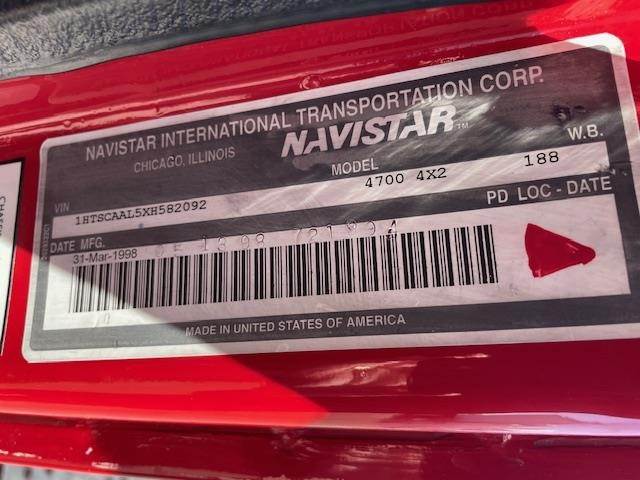 NAVISTAR INTERNATIONAL TRANSPORTATION CORP.
CHICAGO, ILLINOIS
NAVISTAR™
VIN
MODEL
W.B.
1HTSCAAL5XH582092
4700 4X2
188
DATE MFG.
PD LOC - DATE
31-Mar-1998
MADE IN UNITED STATES OF AMERICA